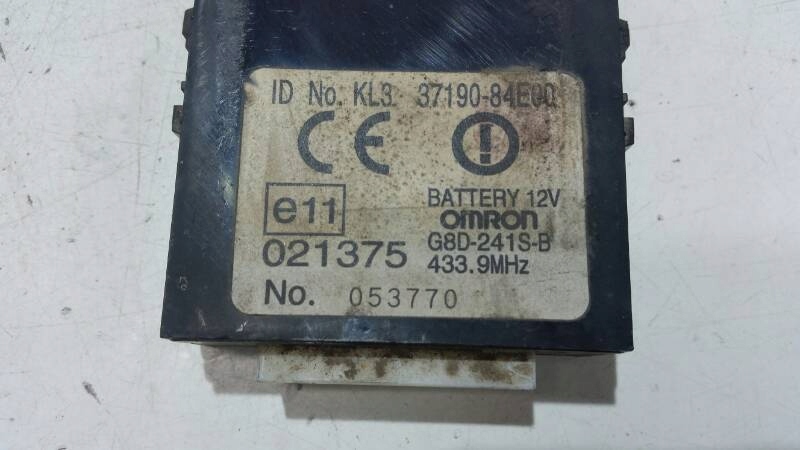 ID No. KL3 37190-84E00
CE
e11
BATTERY 12V
OMRON
021375
G8D-241S-B
433.9MHz
No. 053770